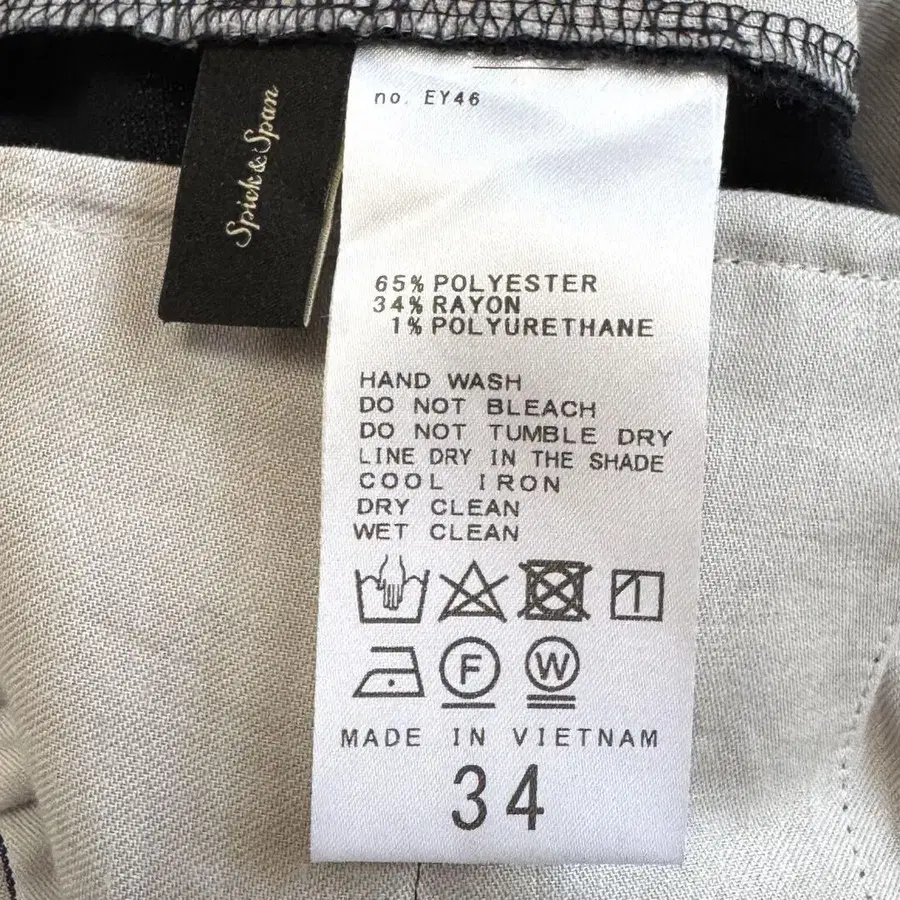 Spick & Span
no. EY46
65% POLYESTER
34% RAYON
1% POLYURETHANE
HAND WASH
DO NOT BLEACH
DO NOT TUMBLE DRY
LINE DRY IN THE SHADE
COOL IRON
DRY CLEAN
WET CLEAN
F W
MADE IN VIETNAM
34